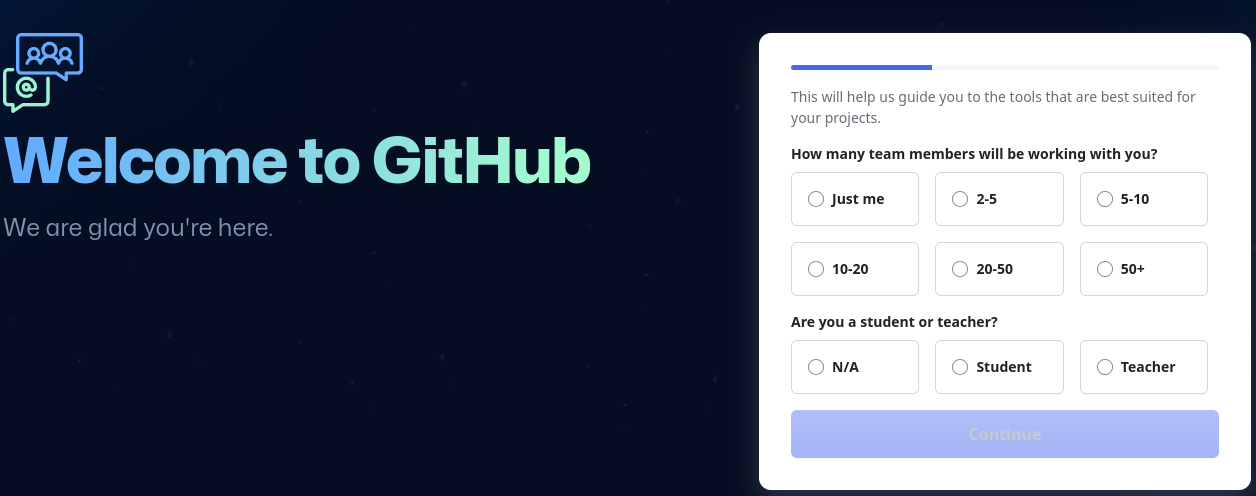 Welcome to GitHub
We are glad you're here.
This will help us guide you to the tools that are best suited for
your projects.
How many team members will be working with you?
Just me
2-5
5-10
10-20
20-50
50+
Are you a student or teacher?
N/A
Student
Teacher
Continue